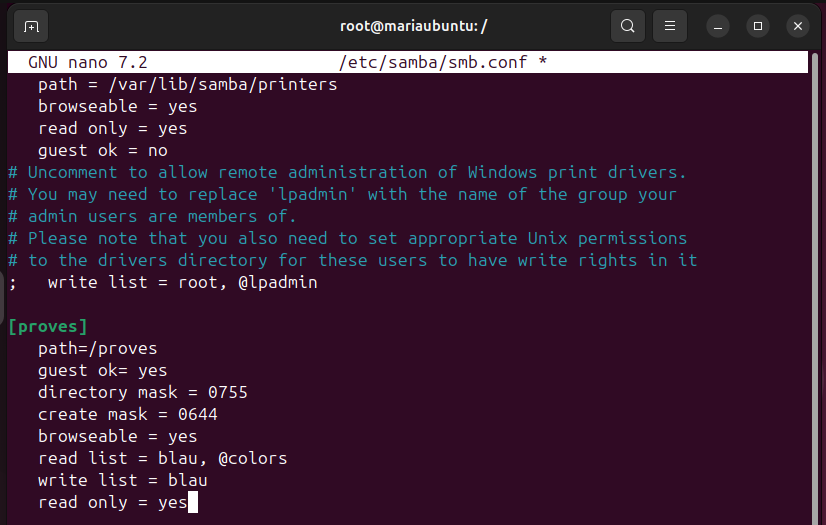 root@mariaubuntu: /
GNU nano 7.2 /etc/samba/smb.conf *
path = /var/lib/samba/printers
browseable = yes
read only = yes
guest ok = no
# Uncomment to allow remote administration of Windows print drivers.
# You may need to replace 'lpadmin' with the name of the group your
# admin users are members of.
# Please note that you also need to set appropriate Unix permissions
# to the drivers directory for these users to have write rights in it
;   write list = root, @lpadmin
[proves]
path=/proves
guest ok= yes
directory mask = 0755
create mask = 0644
browseable = yes
read list = blau, @colors
write list = blau
read only = yes